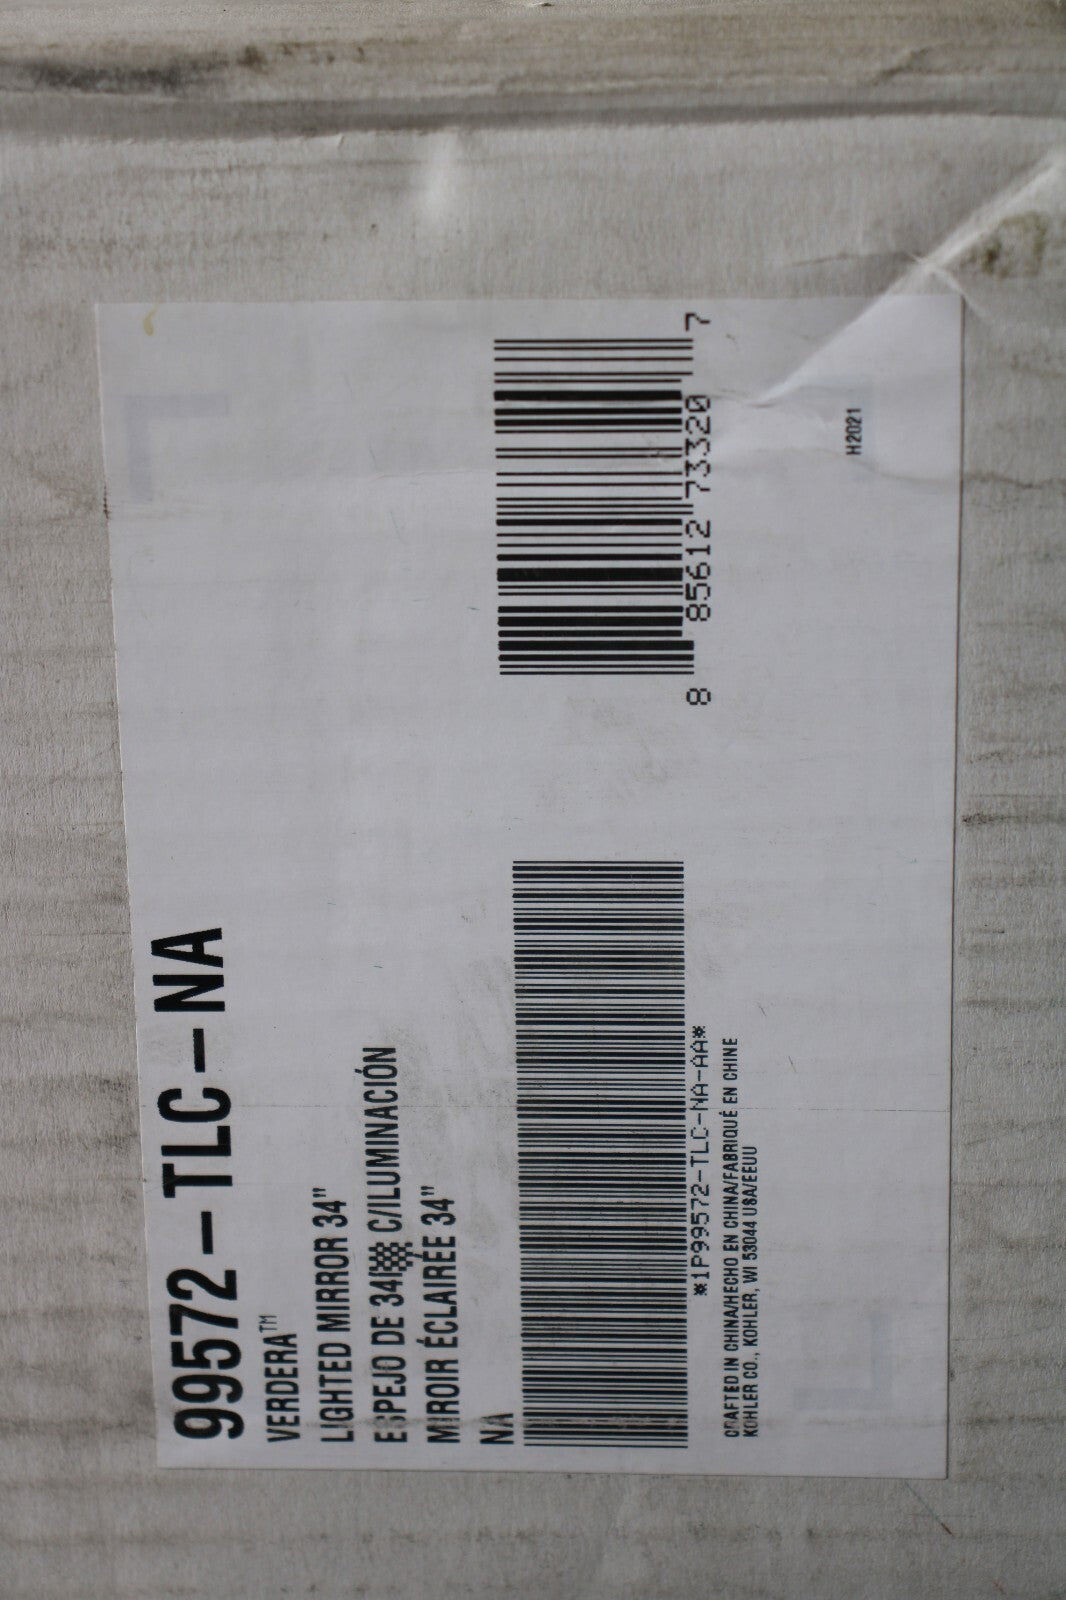 99572-TLC-NA
VERDERA™
LIGHTED MIRROR 34"
ESPEJO DE 34 C/ILUMINACIÓN
MIROIR ÉCLAIRÉE 34"
NA
*1P99572-TLC-NA-AA*
CRAFTED IN CHINA/HECHO EN CHINA/FABRIQUÉ EN CHINE
KOHLER CO., KOHLER, WI 53044 USA/EEUU
8 85612 73320 7
H2021